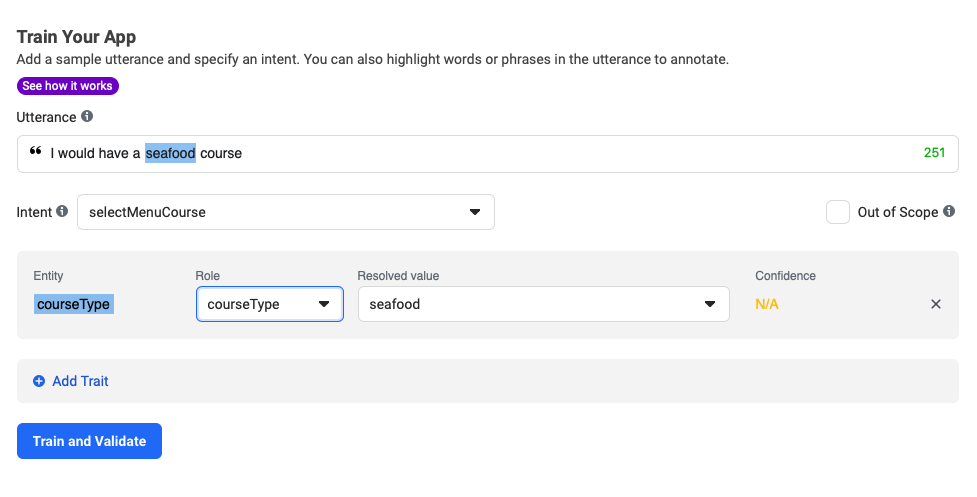 Train Your App
Add a sample utterance and specify an intent. You can also highlight words or phrases in the utterance to annotate.
See how it works
Utterance
“ I would have a seafood course 251
Intent selectMenuCourse Out of Scope
Entity Role Resolved value Confidence
courseType courseType seafood N/A
Add Trait
Train and Validate